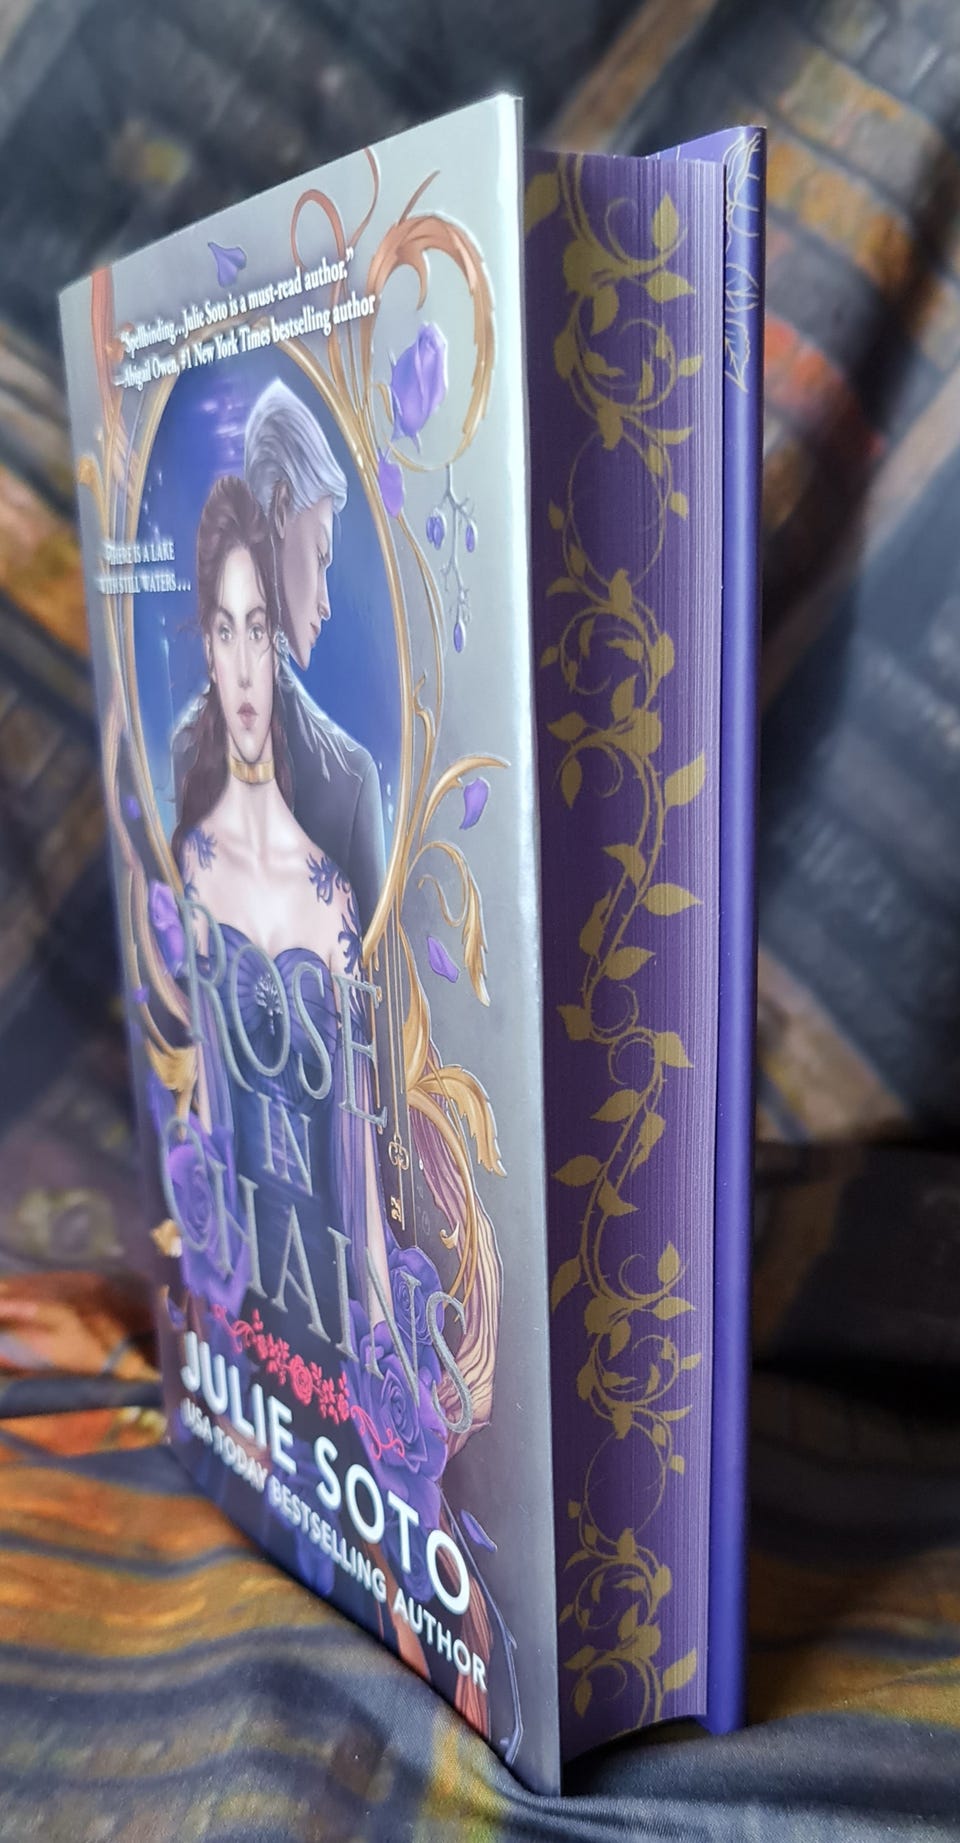 "Spellbinding...Julie Soto is a must-read author."
—Abigail Owen, #1 New York Times bestselling author
THERE IS A LAKE
WITH STILL WATERS...
ROSE
IN
CHAINS
JULIE SOTO
USA TODAY BESTSELLING AUTHOR